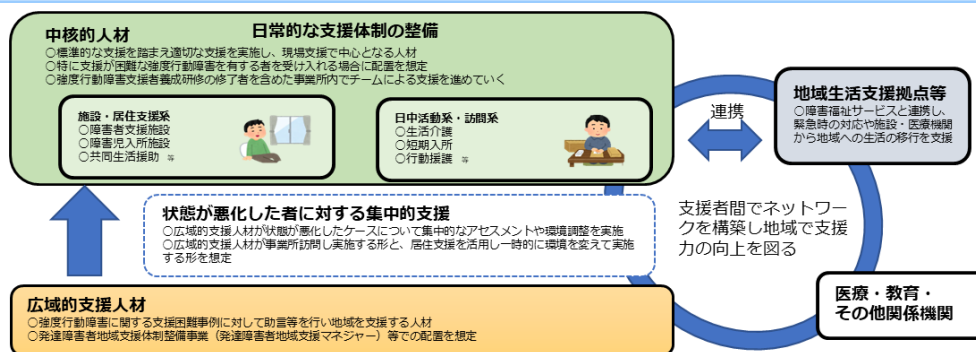 中核的人材
日常的な支援体制の整備
○標準的な支援を踏まえ適切な支援を実施し、現場支援で中心となる人材
○特に支援が困難な強度行動障害を有する者を受け入れる場合に配置を想定
○強度行動障害支援者養成研修の修了者を含めた事業所内でチームによる支援を進めていく
施設・居住支援系
○障害者支援施設
○障害児入所施設
○共同生活援助 等
日中活動系・訪問系
○生活介護
○短期入所
○行動援護 等
連携
地域生活支援拠点等
○障害福祉サービスと連携し、
緊急時の対応や施設・医療機関
から地域への生活の移行を支援
状態が悪化した者に対する集中的支援
○広域的支援人材が状態が悪化したケースについて集中的なアセスメントや環境調整を実施
○広域的支援人材が事業所訪問し実施する形と、居住支援を活用し一時的に環境を変えて実施
する形を想定
支援者間でネットワー
クを構築し地域で支援
力の向上を図る
広域的支援人材
○強度行動障害に関する支援困難事例に対して助言等を行い地域を支援する人材
○発達障害者地域支援体制整備事業（発達障害者地域支援マネジャー）等での配置を想定
医療・教育・
その他関係機関